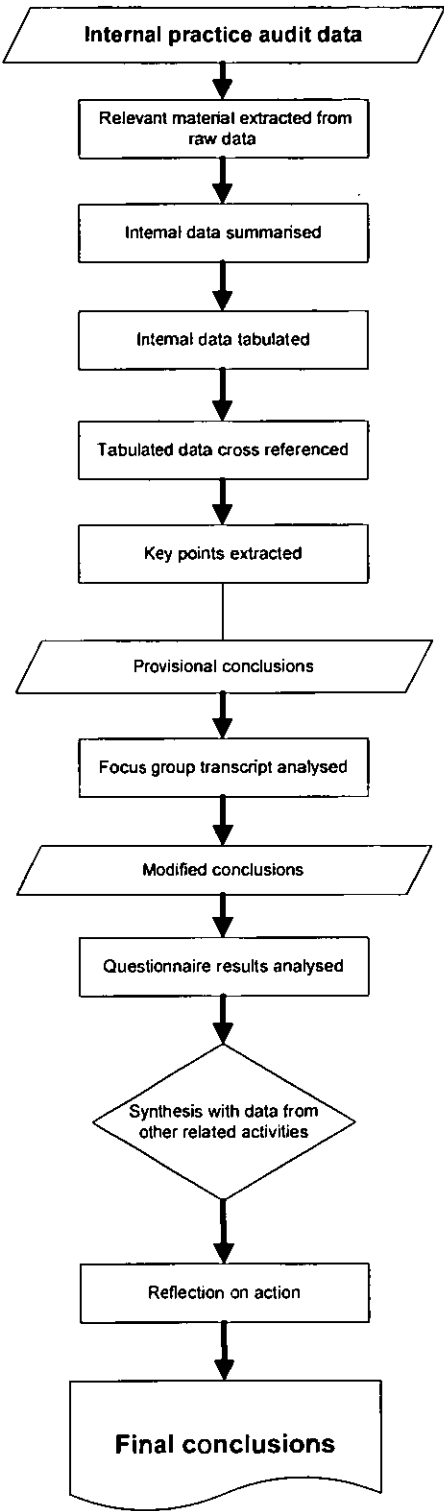 Internal practice audit data
Relevant material extracted from
raw data
Internal data summarised
Internal data tabulated
Tabulated data cross referenced
Key points extracted
Provisional conclusions
Focus group transcript analysed
Modified conclusions
Questionnaire results analysed
Synthesis with data from
other related activities
Reflection on action
Final conclusions